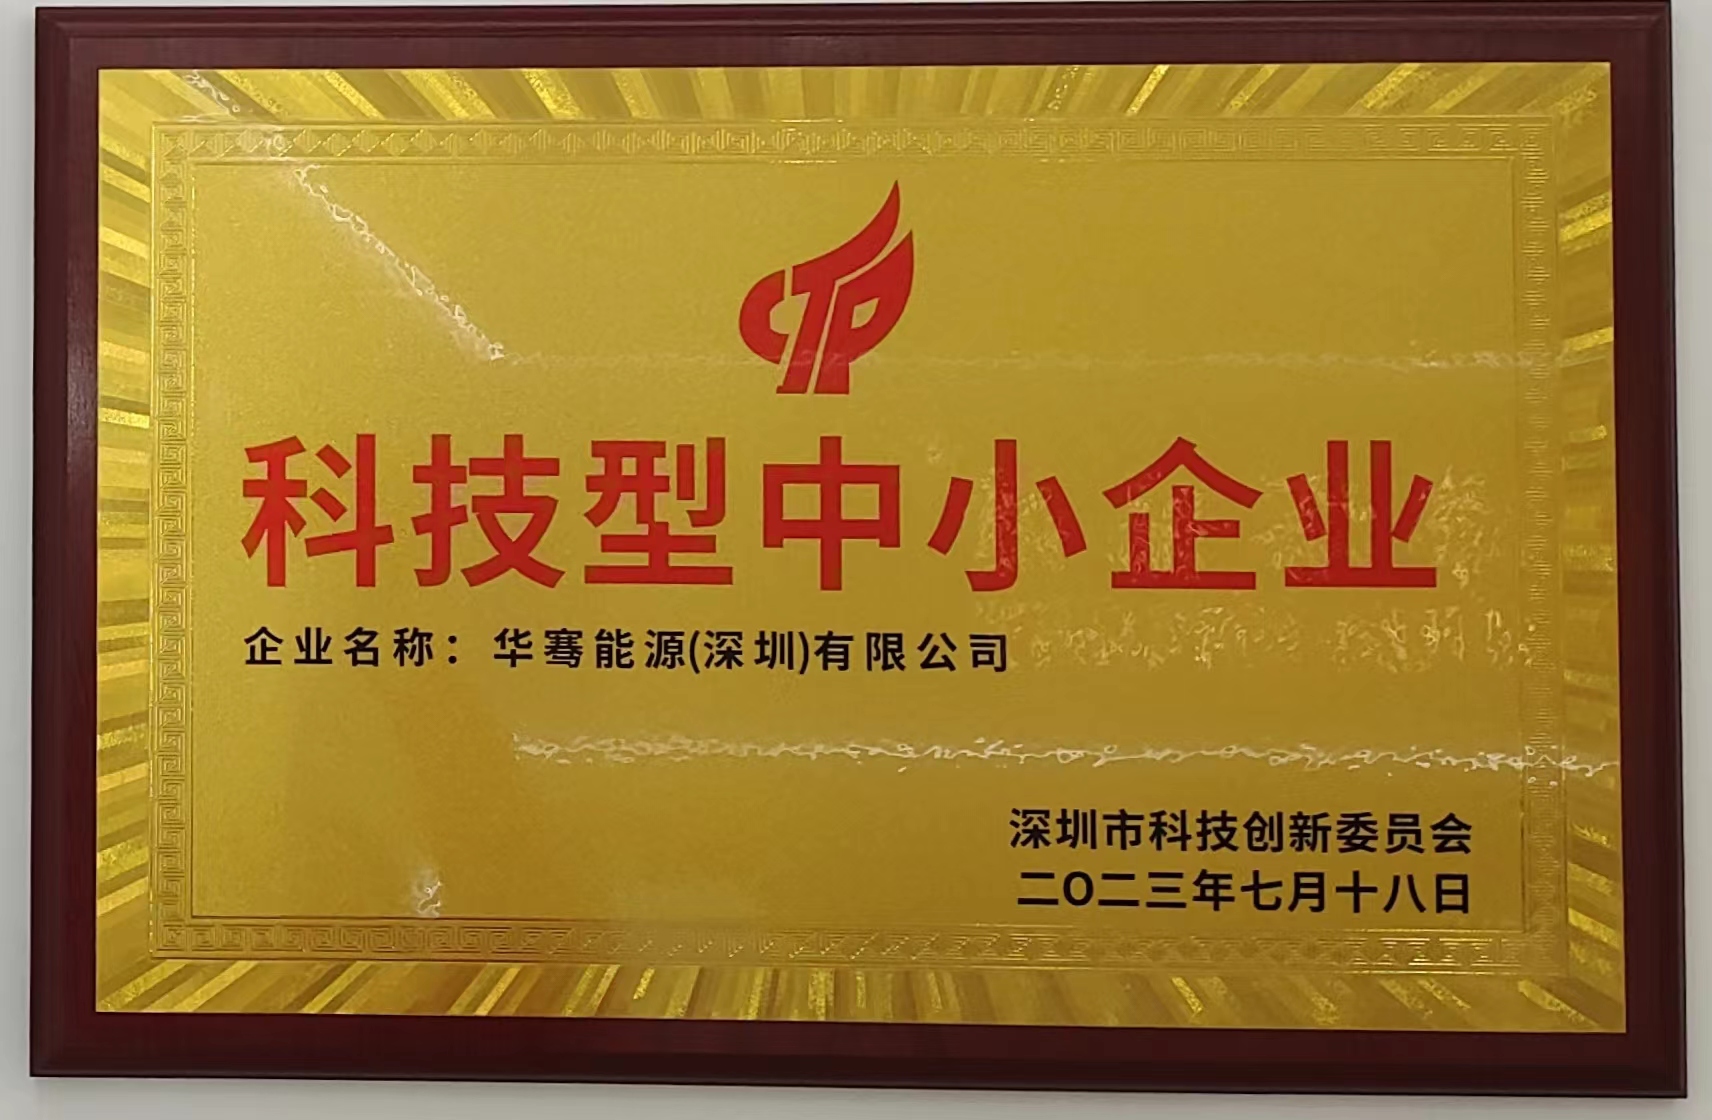 科技型中小企业
企业名称：华骞能源(深圳)有限公司
深圳市科技创新委员会
二O二三年七月十八日